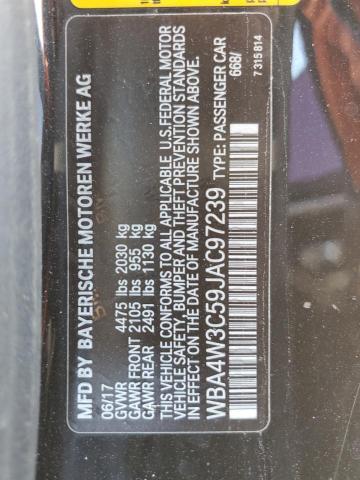 MFD BY BAYERISCHE MOTOREN WERKE AG
06/17
GVWR 4475 lbs 2030 kg
GAWR FRONT 2105 lbs 955 kg
GAWR REAR 2491 lbs 1130 kg
THIS VEHICLE CONFORMS TO ALL APPLICABLE U.S. FEDERAL MOTOR
VEHICLE SAFETY, BUMPER AND THEFT PREVENTION STANDARDS
IN EFFECT ON THE DATE OF MANUFACTURE SHOWN ABOVE.
WBA4W3C59JAC97239 TYPE: PASSENGER CAR
668/
7 315 814